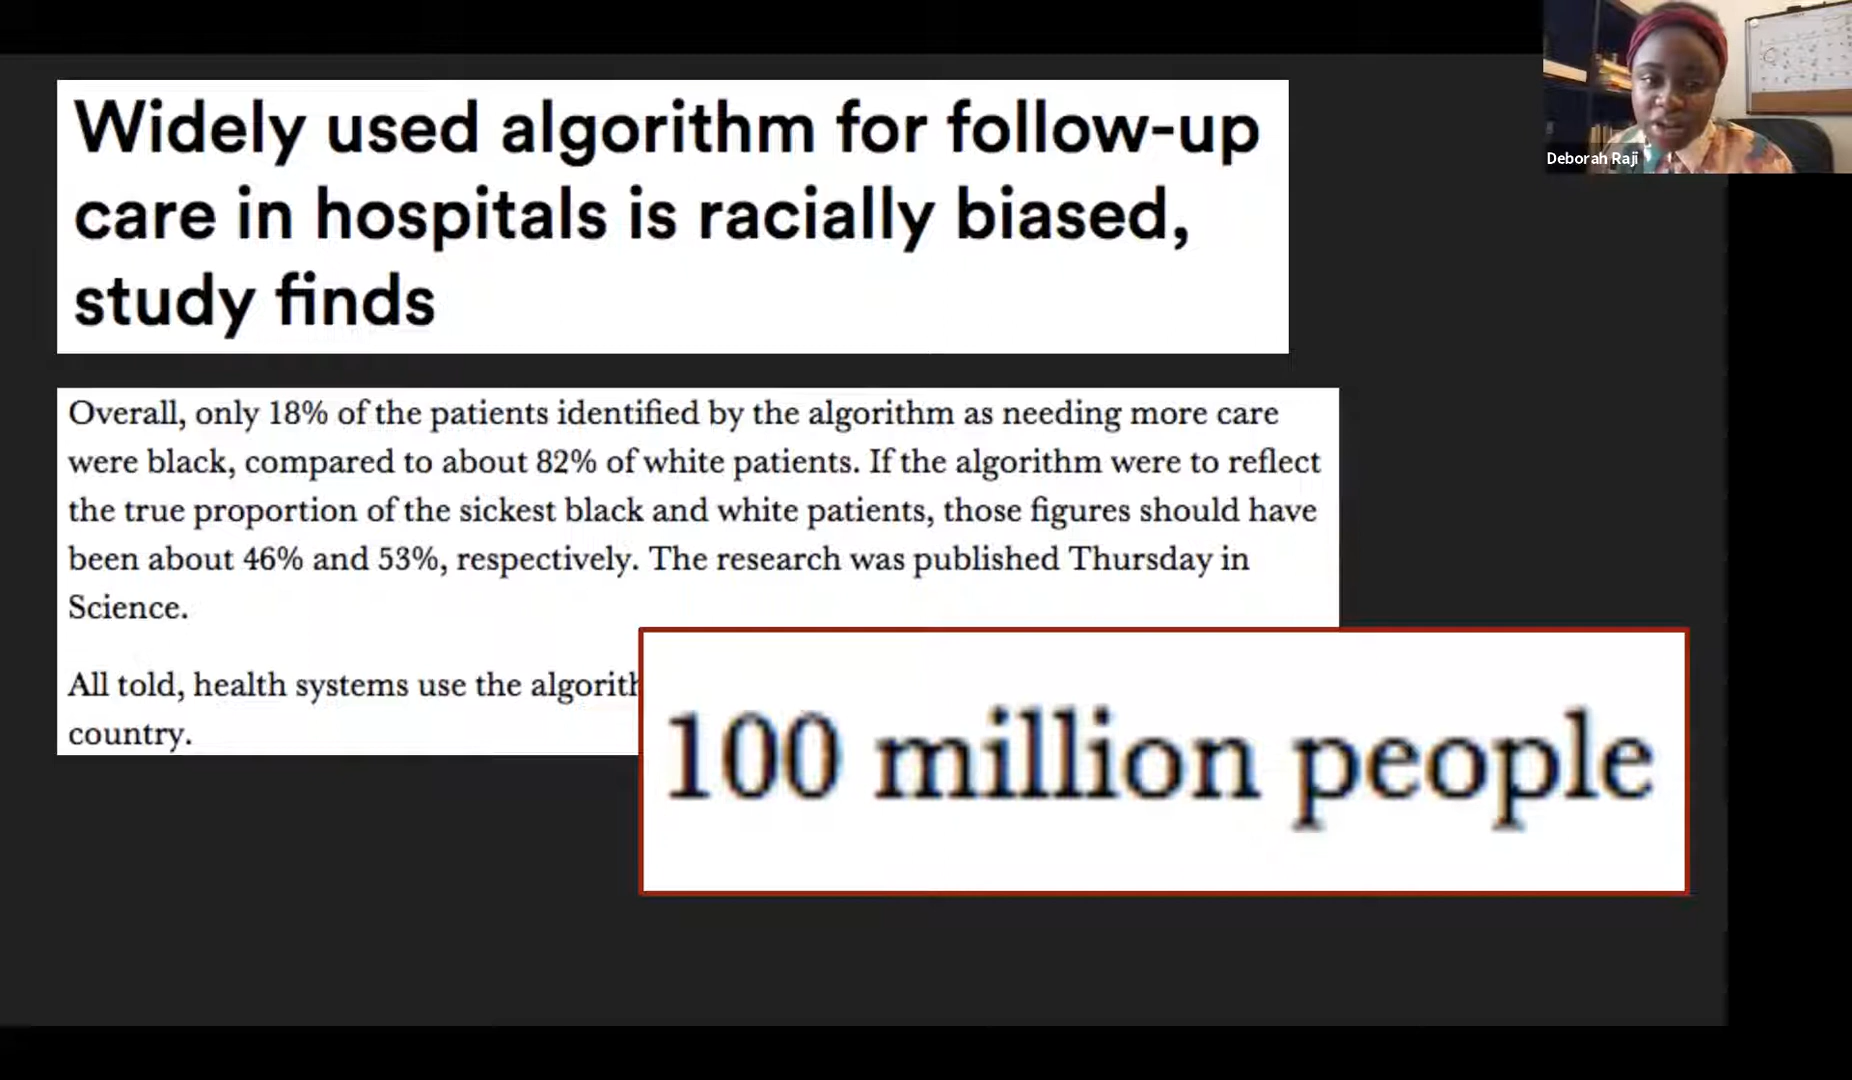 Widely used algorithm for follow-up
care in hospitals is racially biased,
study finds
Deborah Raji
Overall, only 18% of the patients identified by the algorithm as needing more care
were black, compared to about 82% of white patients. If the algorithm were to reflect
the true proportion of the sickest black and white patients, those figures should have
been about 46% and 53%, respectively. The research was published Thursday in
Science.
All told, health systems use the algorith
country.
100 million people